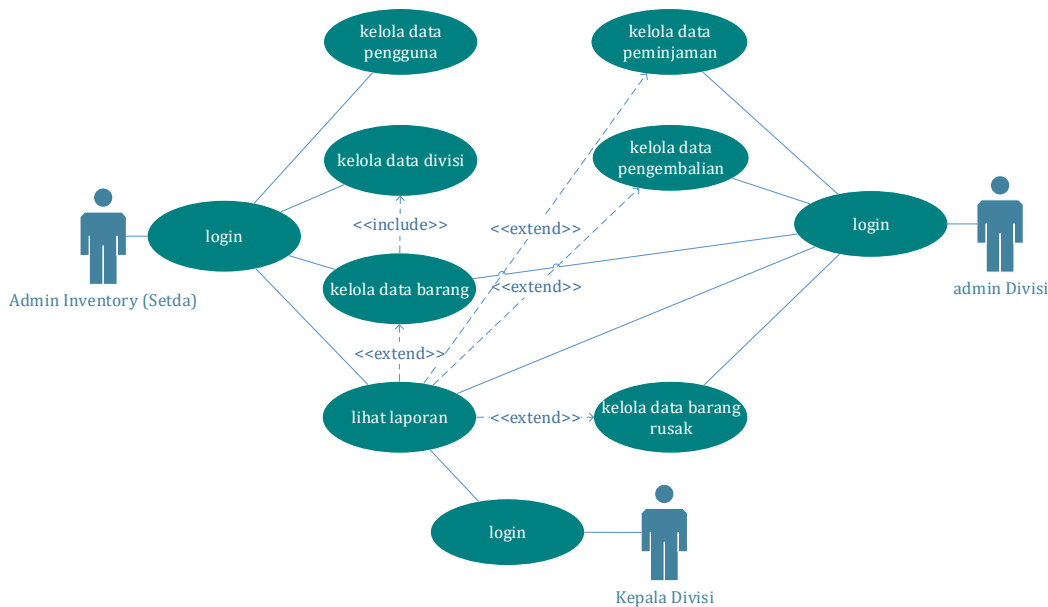 kelola data
pengguna
kelola data
peminjaman
kelola data divisi
kelola data
pengembalian
<<include>>
<<extend>>
login
login
Admin Inventory (Setda)
kelola data barang
<<extend>>
admin Divisi
<<extend>>
lihat laporan
<<extend>>
kelola data barang
rusak
login
Kepala Divisi